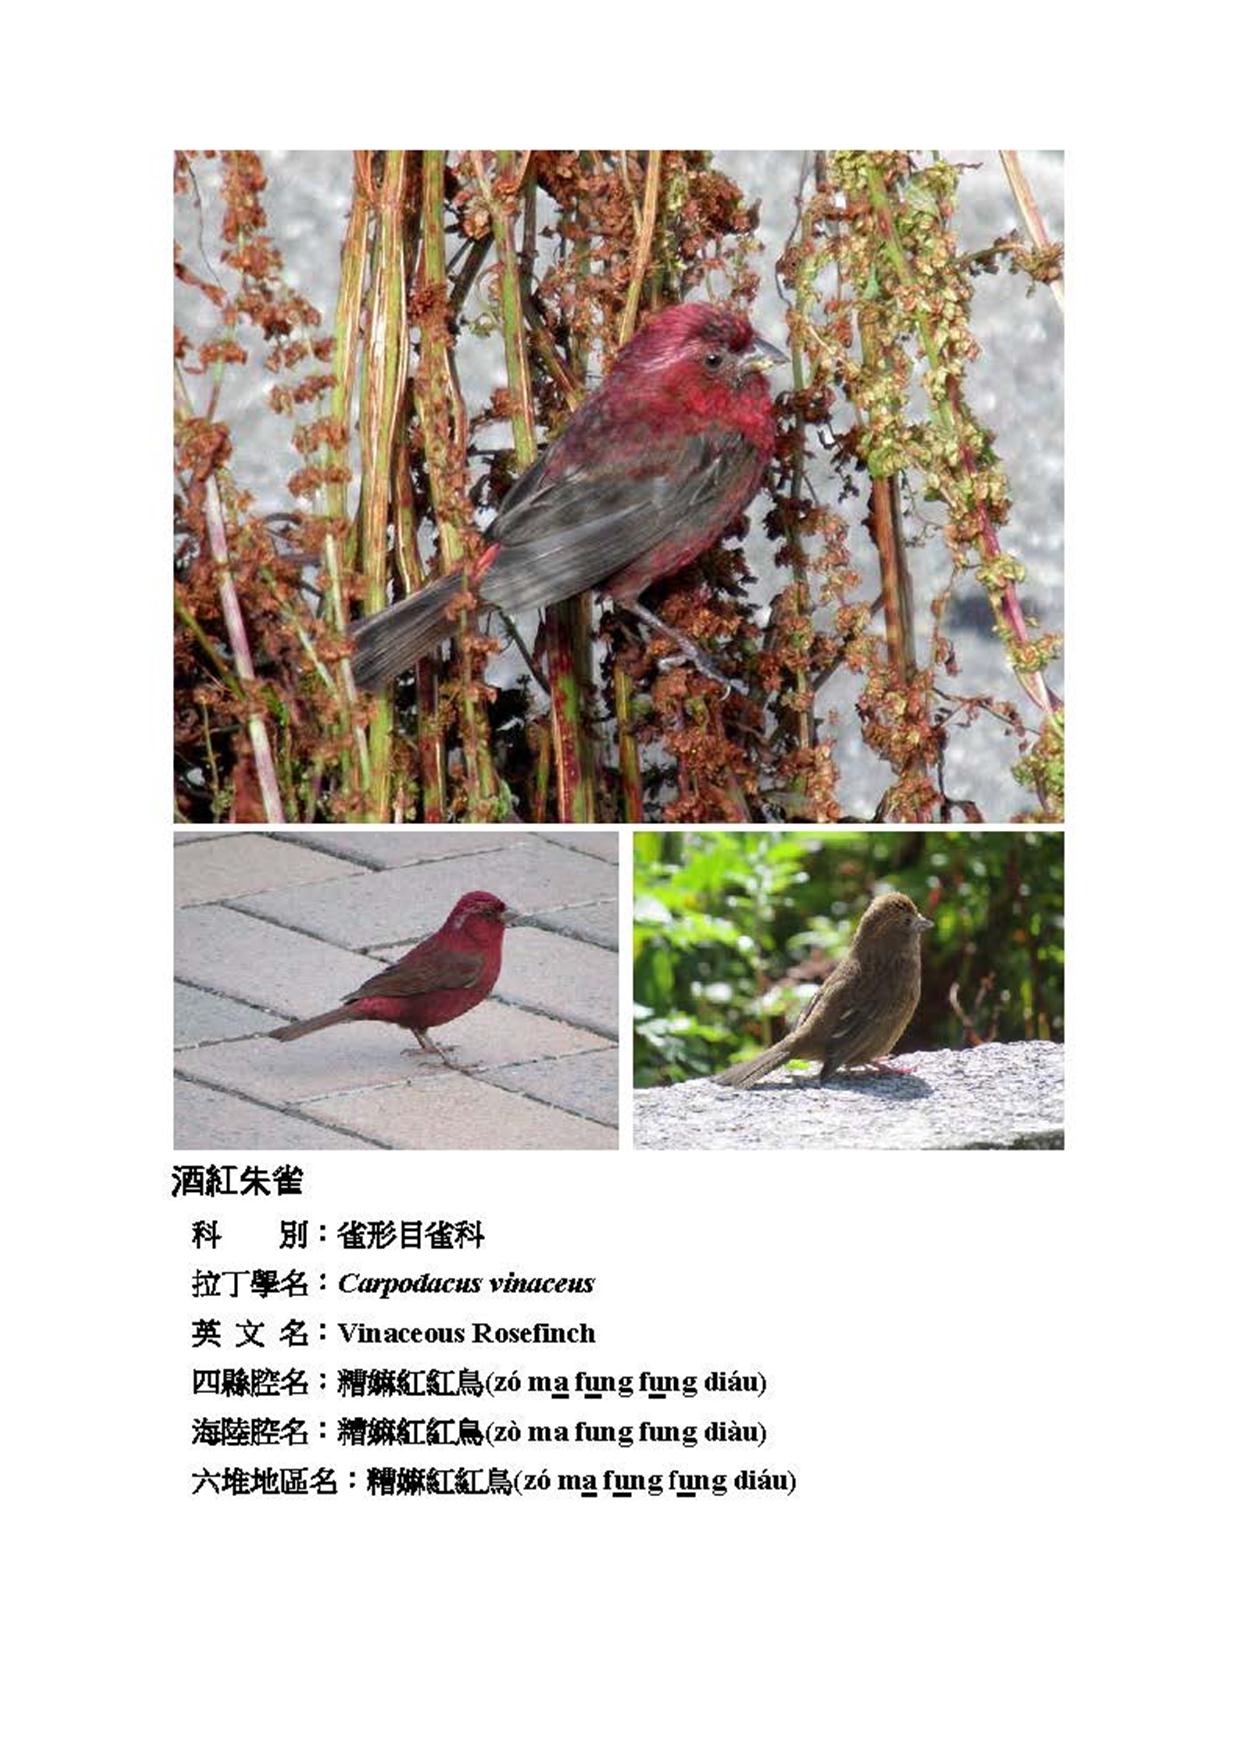 酒紅朱雀
科　　別：雀形目雀科
拉丁學名：Carpodacus vinaceus
英 文 名：Vinaceous Rosefinch
四縣腔名：糟嫲紅紅鳥(zó ma fung fung diáu)
海陸腔名：糟嫲紅紅鳥(zò ma fung fung diàu)
六堆地區名：糟嫲紅紅鳥(zó ma fung fung diáu)